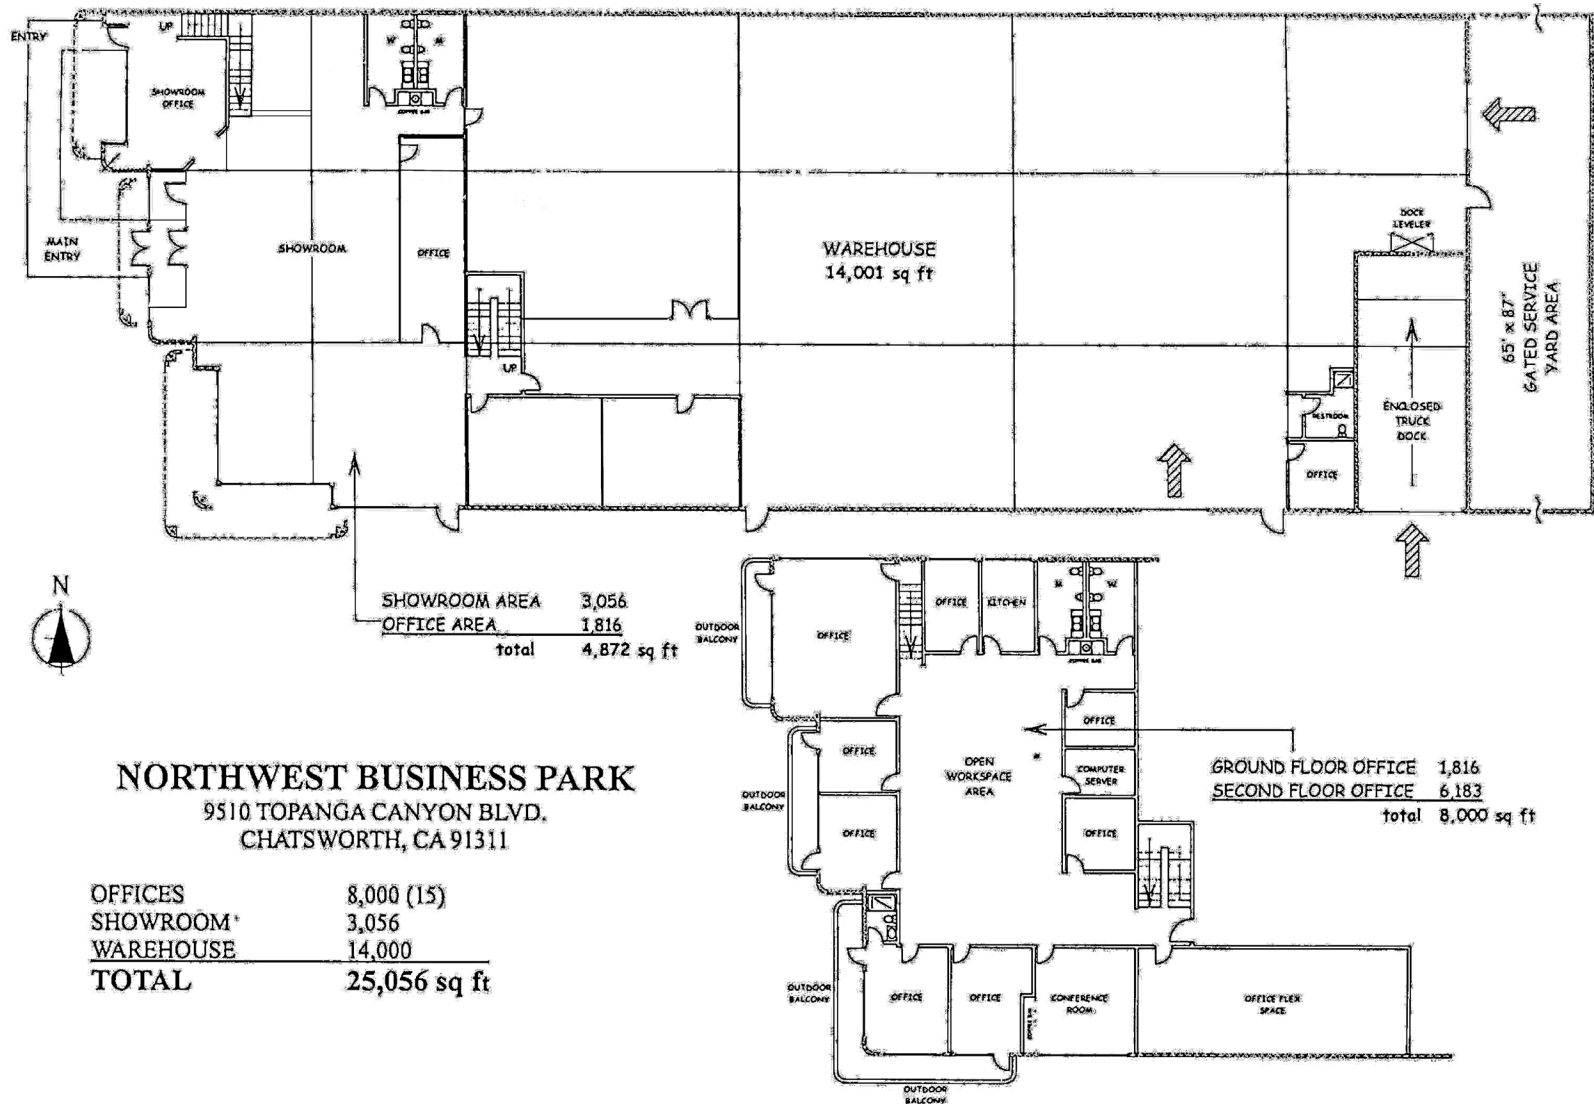 ENTRY
UP
W
M
SHOWROOM
OFFICE
COFFEE BAR
MAIN
ENTRY
SHOWROOM
OFFICE
WAREHOUSE
14,001 sq ft
DOCK
LEVELER
65' x 87'
GATED SERVICE
YARD AREA
UP
RESTROOM
ENCLOSED
TRUCK
DOCK
OFFICE
N
SHOWROOM AREA 3,056
OFFICE AREA 1,816
total 4,872 sq ft
OUTDOOR
BALCONY
OFFICE
OFFICE
KITCHEN
M
W
COFFEE BAR
OFFICE
OFFICE
OPEN
WORKSPACE
AREA
COMPUTER
SERVER
OUTDOOR
BALCONY
OFFICE
OFFICE
GROUND FLOOR OFFICE 1,816
SECOND FLOOR OFFICE 6,183
total 8,000 sq ft
NORTHWEST BUSINESS PARK
9510 TOPANGA CANYON BLVD.
CHATSWORTH, CA 91311
OFFICES 8,000 (15)
SHOWROOM* 3,056
WAREHOUSE 14,000
TOTAL 25,056 sq ft
OUTDOOR
BALCONY
OFFICE
OFFICE
CONFERENCE
ROOM
OFFICE FLEX
SPACE
OUTDOOR
BALCONY